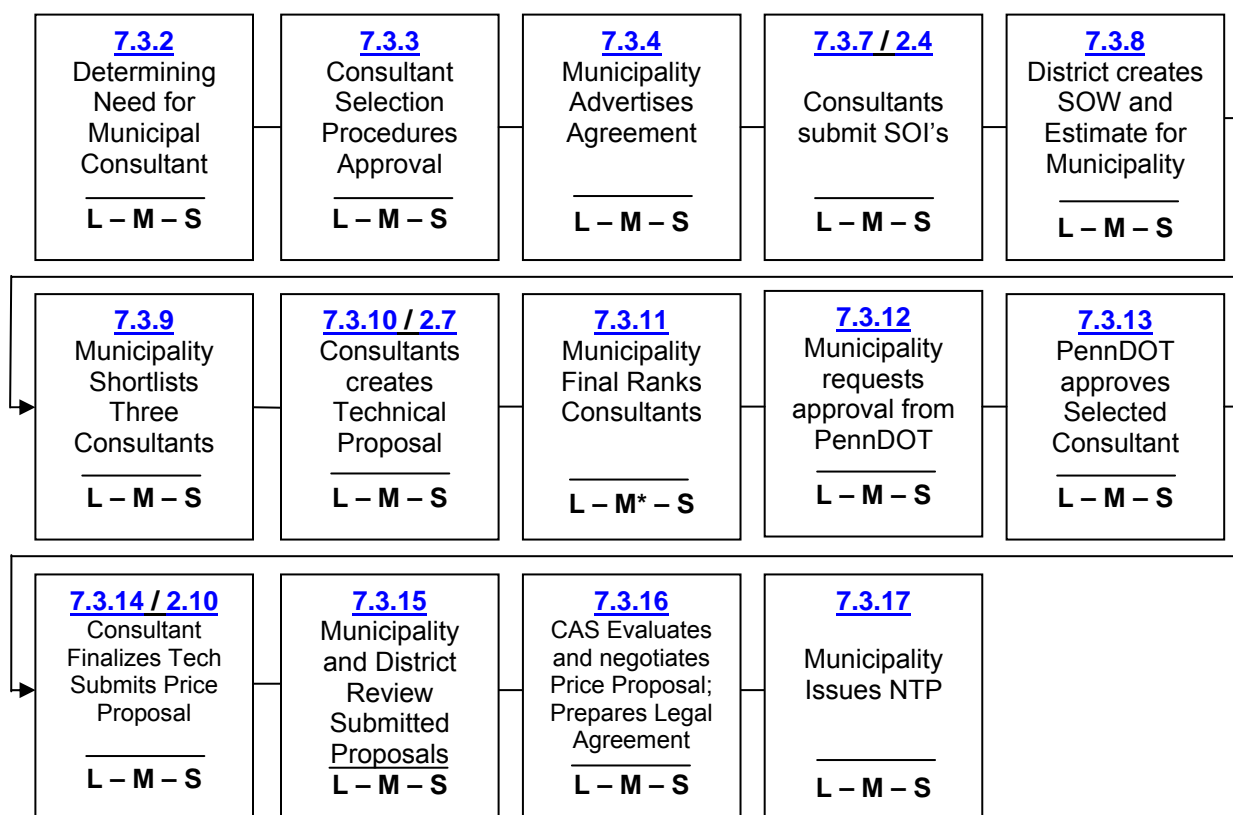 7.3.2
Determining
Need for
Municipal
Consultant
L – M – S
7.3.3
Consultant
Selection
Procedures
Approval
L – M – S
7.3.4
Municipality
Advertises
Agreement
L – M – S
7.3.7 / 2.4
Consultants
submit SOI's
L – M – S
7.3.8
District creates
SOW and
Estimate for
Municipality
L – M – S
7.3.9
Municipality
Shortlists
Three
Consultants
L – M – S
7.3.10 / 2.7
Consultants
creates
Technical
Proposal
L – M – S
7.3.11
Municipality
Final Ranks
Consultants
L – M* – S
7.3.12
Municipality
requests
approval from
PennDOT
L – M – S
7.3.13
PennDOT
approves
Selected
Consultant
L – M – S
7.3.14 / 2.10
Consultant
Finalizes Tech
Submits Price
Proposal
L – M – S
7.3.15
Municipality
and District
Review
Submitted
Proposals
L – M – S
7.3.16
CAS Evaluates
and negotiates
Price Proposal;
Prepares Legal
Agreement
L – M – S
7.3.17
Municipality
Issues NTP
L – M – S